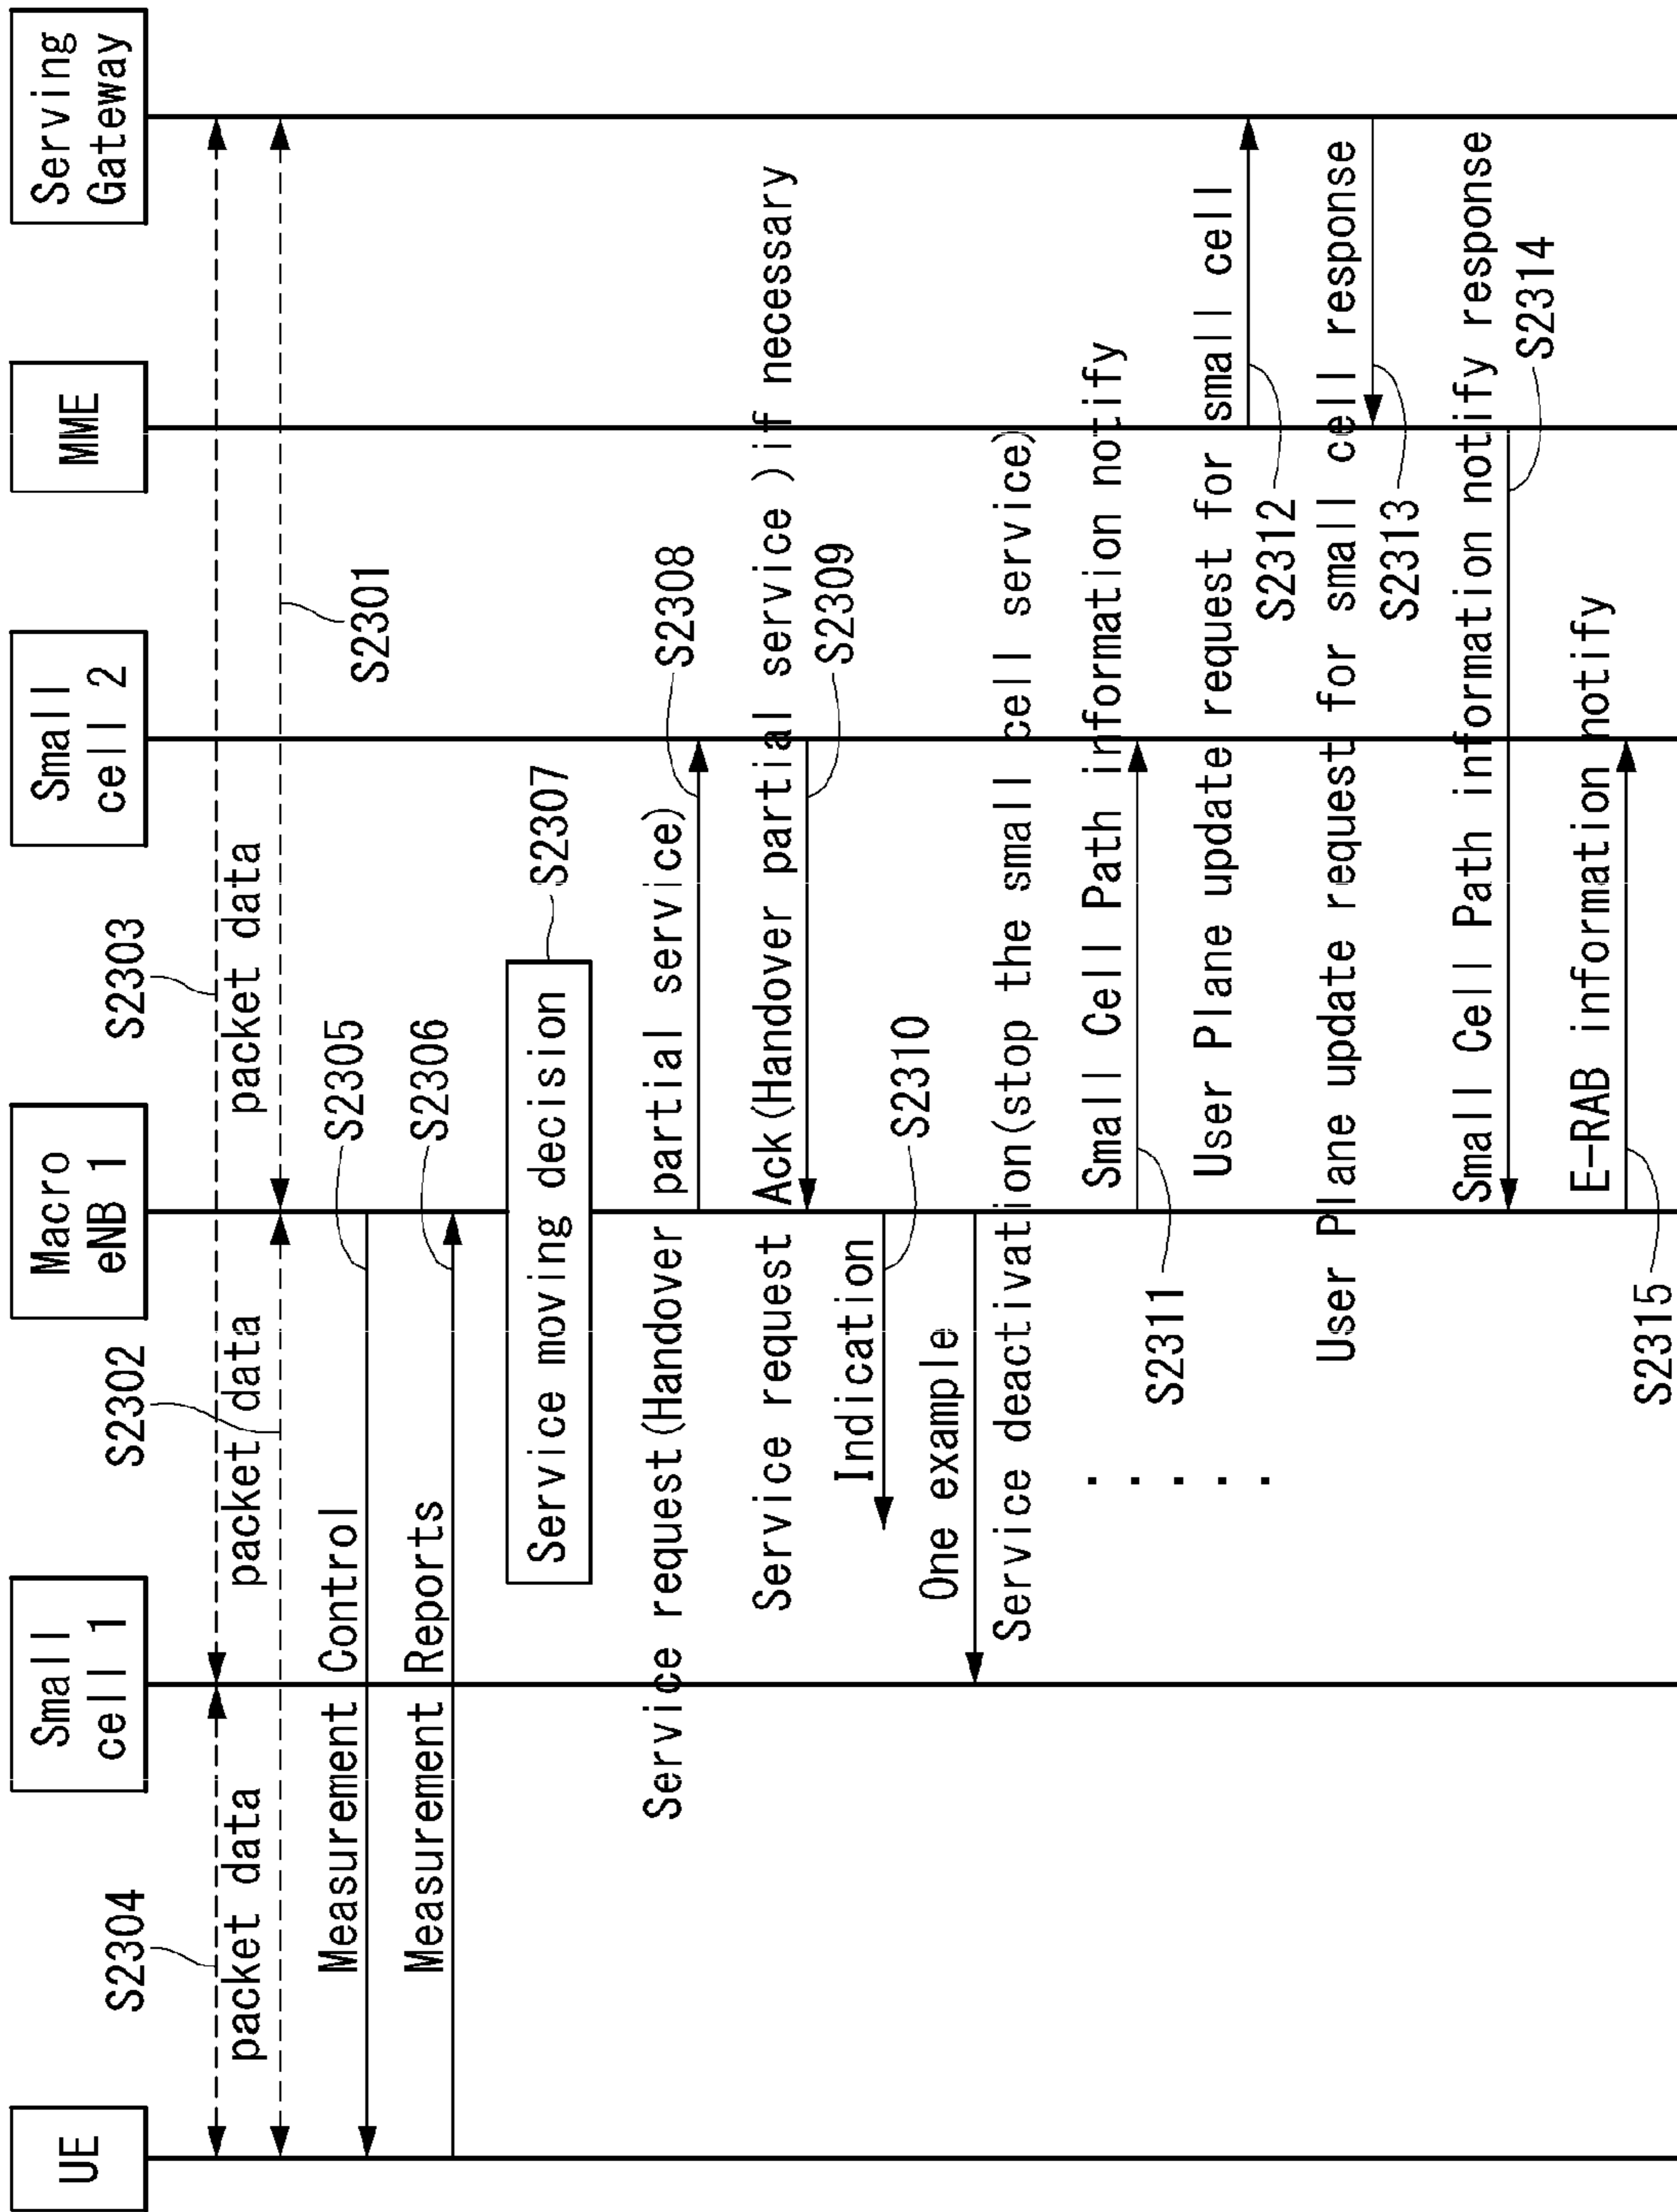 UE
Small
cell 1
Macro
eNB 1
Small
cell 2
MME
Serving
Gateway
S2304
S2302
S2303
packet data
packet data
packet data
S2301
Measurement Control
S2305
Measurement Reports
S2306
Service moving decision
S2307
Service request(Handover partial service)
S2308
Service request Ack(Handover partial service )if necessary
S2309
Indication
S2310
One example
Service deactivation(stop the small cell service)
.....
Small Cell Path information notify
S2311
User Plane update request for small cell
S2312
User Plane update request for small cell response
S2313
Small Cell Path information notify response
S2314
E-RAB information notify
S2315